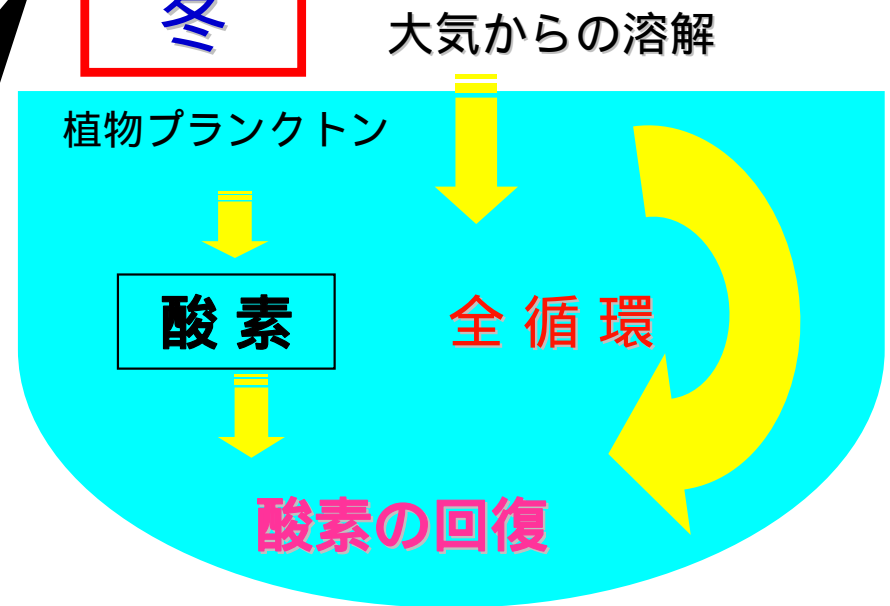 冬
大気からの溶解
植物プランクトン
酸 素
全 循 環
酸素の回復